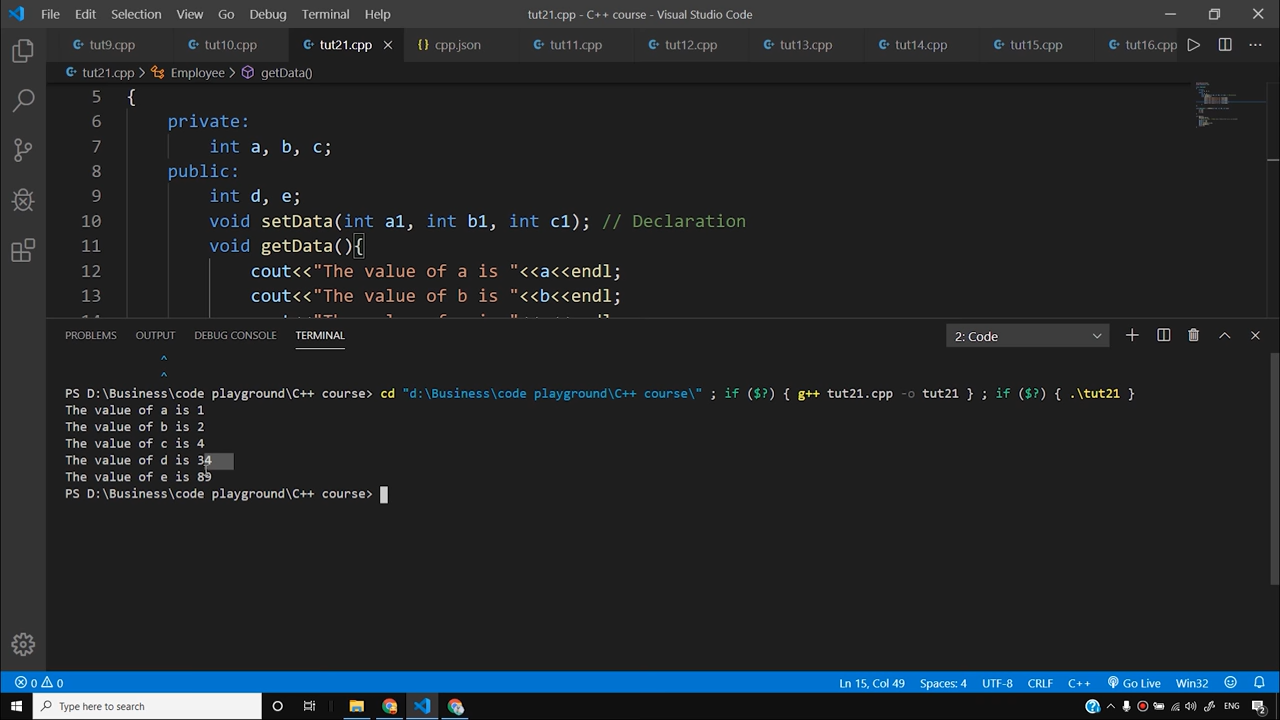 File Edit Selection View Go Debug Terminal Help tut21.cpp - C++ course - Visual Studio Code
tut9.cpp tut10.cpp tut21.cpp cpp.json tut11.cpp tut12.cpp tut13.cpp tut14.cpp tut15.cpp tut16.cpp
tut21.cpp > Employee > getData()
5 {
6 private:
7 int a, b, c;
8 public:
9 int d, e;
10 void setData(int a1, int b1, int c1); // Declaration
11 void getData(){
12 cout<<"The value of a is "<<a<<endl;
13 cout<<"The value of b is "<<b<<endl;
PROBLEMS OUTPUT DEBUG CONSOLE TERMINAL 2: Code
^
^
PS D:\Business\code playground\C++ course> cd "d:\Business\code playground\C++ course\" ; if ($?) { g++ tut21.cpp -o tut21 } ; if ($?) { .\tut21 }
The value of a is 1
The value of b is 2
The value of c is 4
The value of d is 34
The value of e is 89
PS D:\Business\code playground\C++ course>
0 0 Ln 15, Col 49 Spaces: 4 UTF-8 CRLF C++ Go Live Win32
Type here to search ENG 2